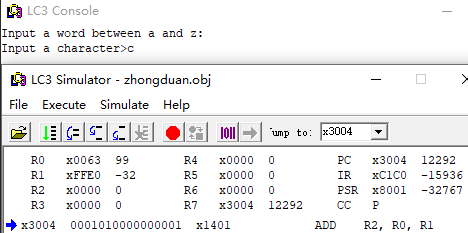 LC3 Console
Input a word between a and z:
Input a character>c
LC3 Simulator - zhongduan.obj
File Execute Simulate Help
Jump to: x3004
R0 x0063 99 R4 x0000 0 PC x3004 12292
R1 xFFE0 -32 R5 x0000 0 IR xC1C0 -15936
R2 x0000 0 R6 x0000 0 PSR x8001 -32767
R3 x0000 0 R7 x3004 12292 CC P
x3004 0001010000000001 x1401 ADD R2, R0, R1